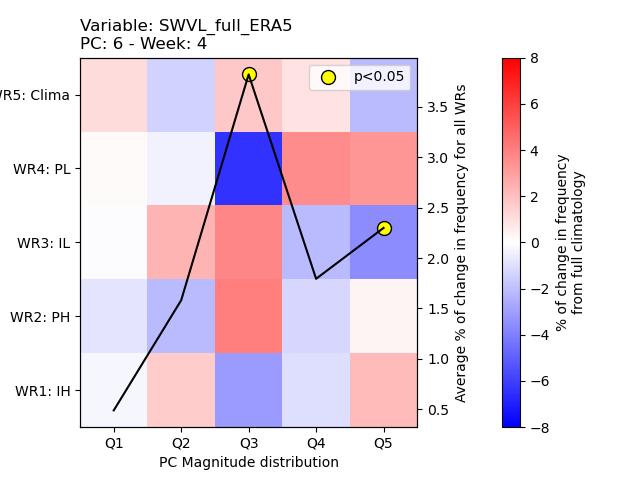 Variable: SWVL_full_ERA5
PC: 6 - Week: 4
WR5: Clima
WR4: PL
WR3: IL
WR2: PH
WR1: IH
p<0.05
Q1 Q2 Q3 Q4 Q5
PC Magnitude distribution
3.5
3.0
2.5
2.0
1.5
1.0
0.5
Average % of change in frequency for all WRs
8
6
4
2
0
−2
−4
−6
−8
% of change in frequency
from full climatology